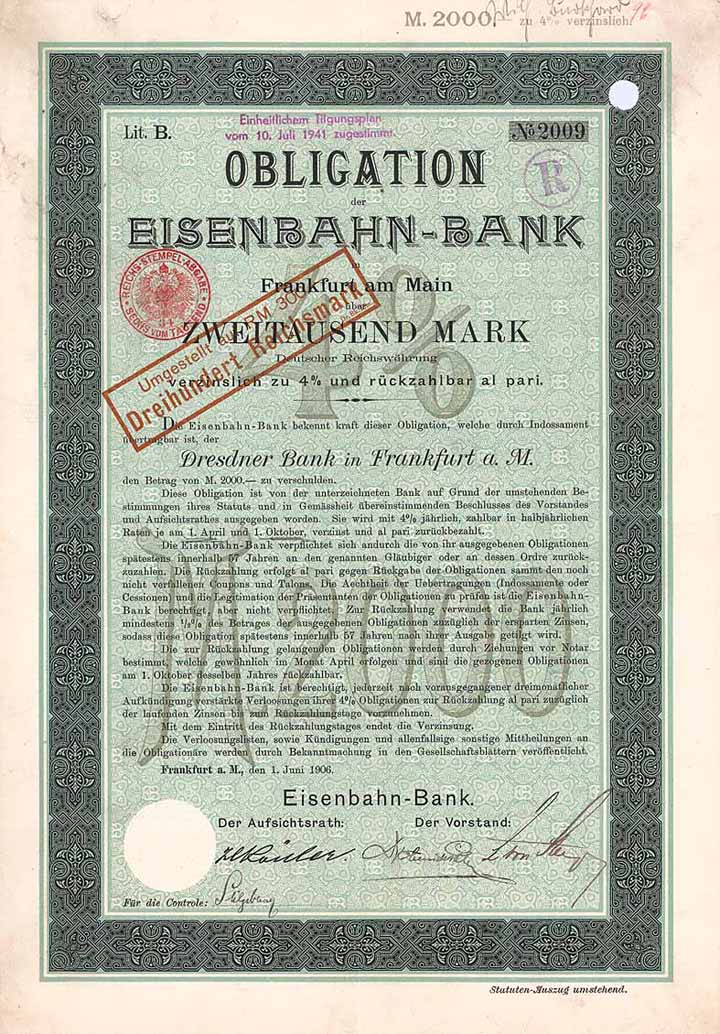 M. 2000. zu 4% verzinslich.
Einheitlichem Tilgungsplan
vom 10. Juli 1941 zugestimmt.
Lit. B.
No 2009
R
OBLIGATION
der
EISENBAHN-BANK
in
Frankfurt am Main
über
ZWEITAUSEND MARK
Deutscher Reichswährung
verzinslich zu 4% und rückzahlbar al pari.
4%
REICHS-STEMPEL-ABGABE
SECHS VOM TAUSEND
Umgestellt auf RM 300
Dreihundert Reichsmark
Die Eisenbahn-Bank bekennt kraft dieser Obligation, welche durch Indossament
übertragbar ist, der
Dresdner Bank in Frankfurt a. M.
den Betrag von M. 2000.— zu verschulden.
Diese Obligation ist von der unterzeichneten Bank auf Grund der umstehenden Be-
stimmungen ihres Statuts und in Gemässheit übereinstimmenden Beschlusses des Vorstandes
und Aufsichtsrathes ausgegeben worden. Sie wird mit 4% jährlich, zahlbar in halbjährlichen
Raten je am 1. April und 1. Oktober, verzinst und al pari zurückbezahlt.
Die Eisenbahn-Bank verpflichtet sich andurch die von ihr ausgegebenen Obligationen
spätestens innerhalb 57 Jahren an den genannten Gläubiger oder an dessen Ordre zurück-
zuzahlen. Die Rückzahlung erfolgt al pari gegen Rückgabe der Obligationen sammt den noch
nicht verfallenen Coupons und Talons. Die Aechtheit der Uebertragungen (Indossamente oder
Cessionen) und die Legitimation der Präsentanten der Obligationen zu prüfen ist die Eisenbahn-
Bank berechtigt, aber nicht verpflichtet. Zur Rückzahlung verwendet die Bank jährlich
mindestens ½% des Betrages der ausgegebenen Obligationen zuzüglich der ersparten Zinsen,
sodass diese Obligation spätestens innerhalb 57 Jahren nach ihrer Ausgabe getilgt wird.
Die zur Rückzahlung gelangenden Obligationen werden durch Ziehungen vor Notar
bestimmt, welche gewöhnlich im Monat April erfolgen und sind die gezogenen Obligationen
am 1. Oktober desselben Jahres rückzahlbar.
Die Eisenbahn-Bank ist berechtigt, jederzeit nach vorausgegangener dreimonatlicher
Aufkündigung verstärkte Verloosungen ihrer 4% Obligationen zur Rückzahlung al pari zuzüglich
der laufenden Zinsen bis zum Rückzahlungstage vorzunehmen.
Mit dem Eintritt des Rückzahlungstages endet die Verzinsung.
Die Verloosungslisten, sowie Kündigungen und allenfallsige sonstige Mittheilungen an
die Obligationäre werden durch Bekanntmachung in den Gesellschaftsblättern veröffentlicht.
M 2000
Frankfurt a. M., den 1. Juni 1906.
Eisenbahn-Bank.
Der Aufsichtsrath: Der Vorstand:
Für die Controle:
Statuten-Auszug umstehend.